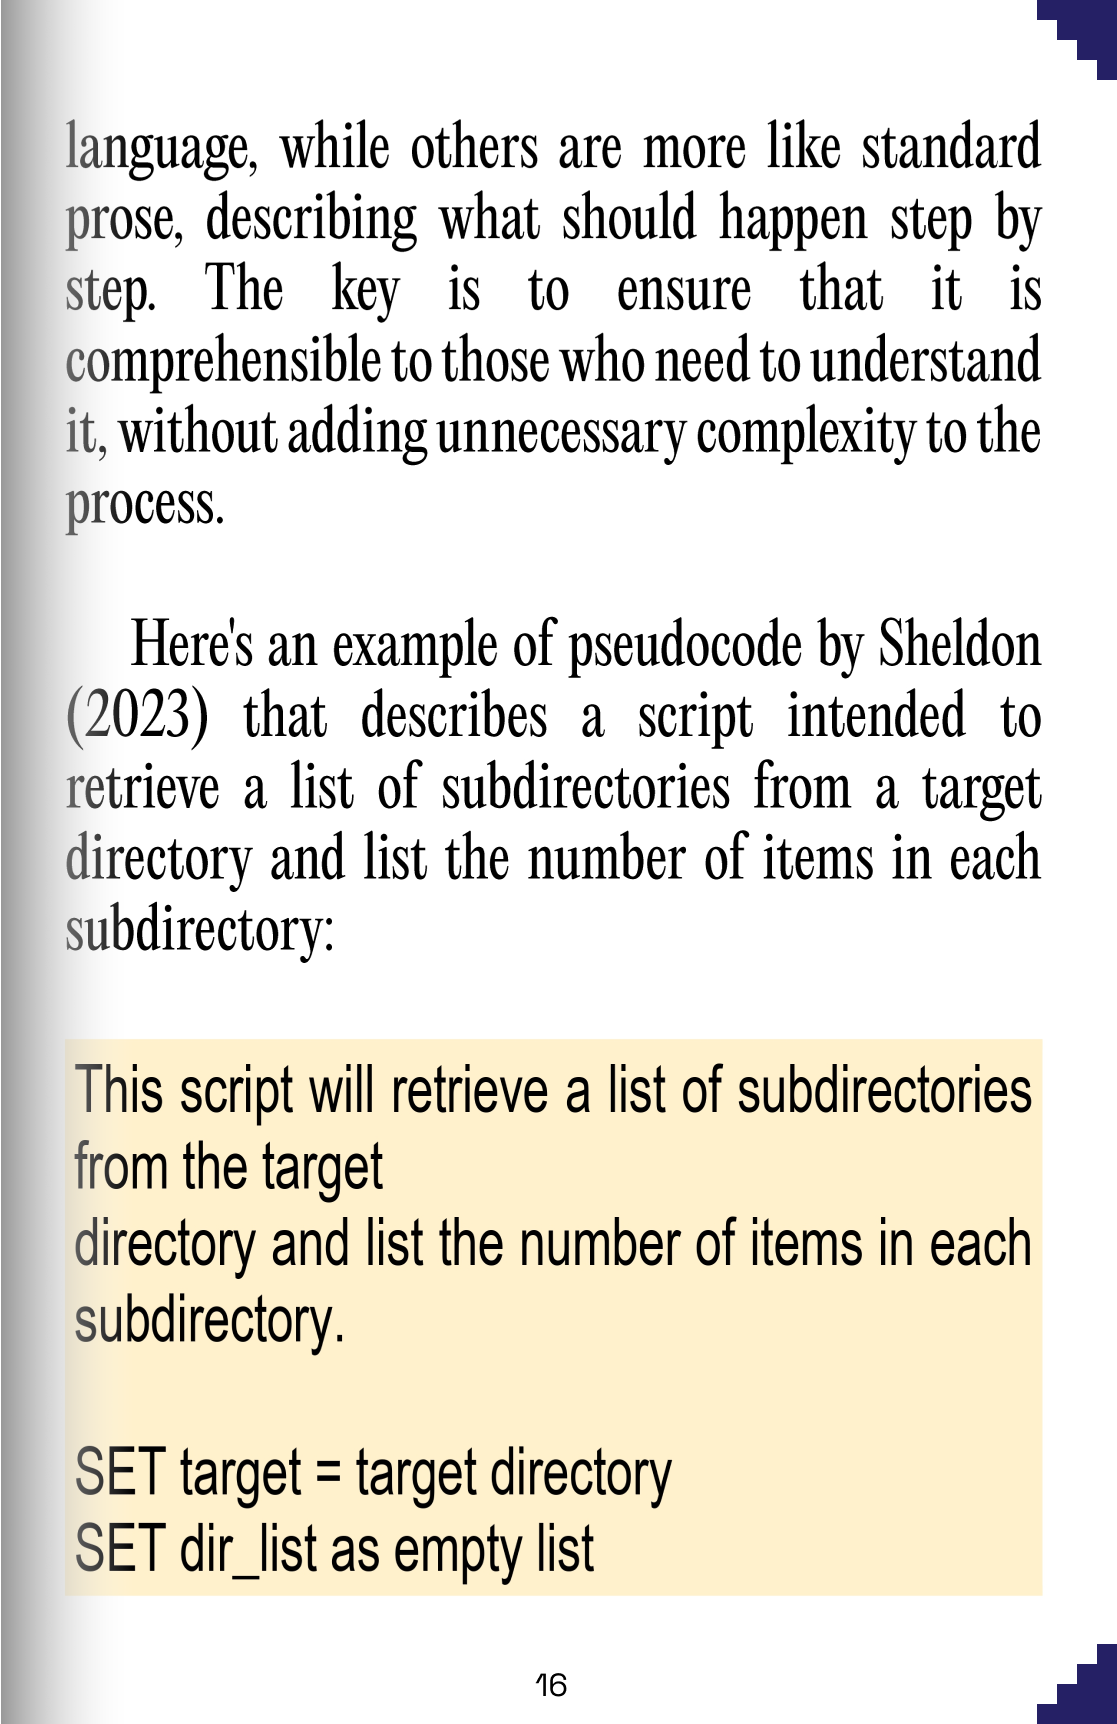 language, while others are more like standard
prose, describing what should happen step by
step. The key is to ensure that it is
comprehensible to those who need to understand
it, without adding unnecessary complexity to the
process.
Here's an example of pseudocode by Sheldon
(2023) that describes a script intended to
retrieve a list of subdirectories from a target
directory and list the number of items in each
subdirectory:
This script will retrieve a list of subdirectories
from the target
directory and list the number of items in each
subdirectory.
SET target = target directory
SET dir_list as empty list
16